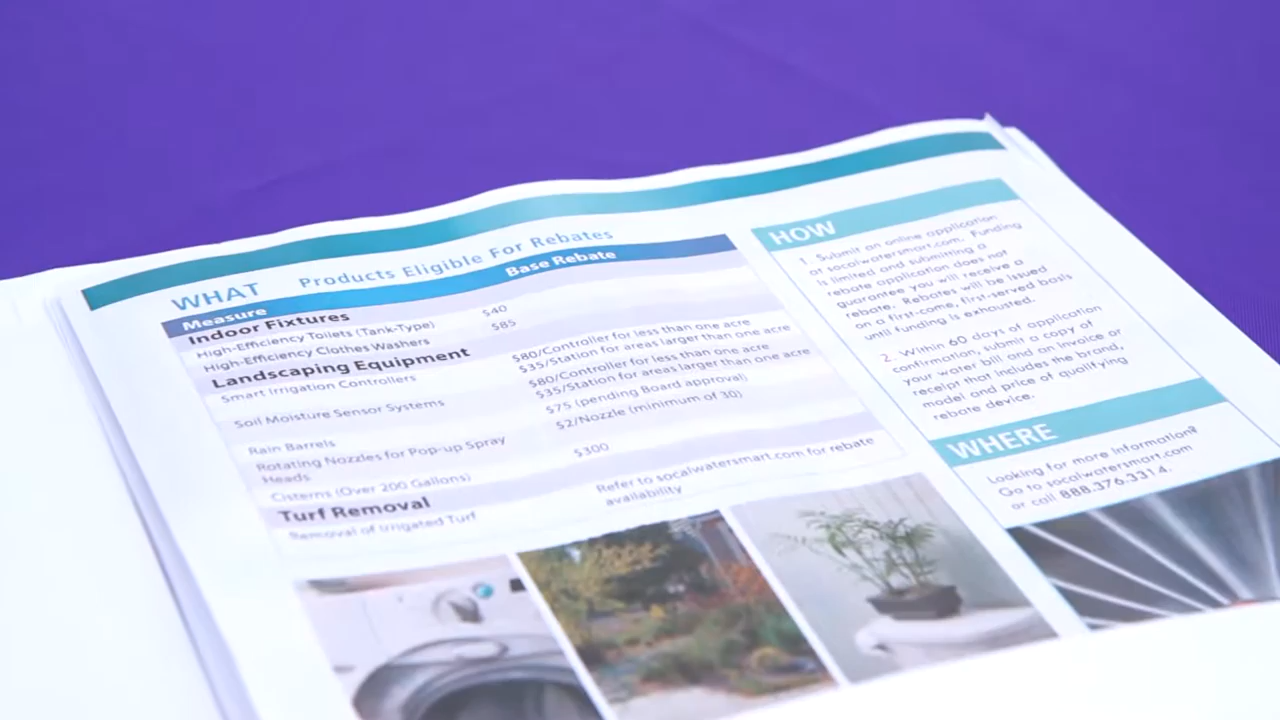 WHAT Products Eligible For Rebates
Measure Base Rebate
Indoor Fixtures
High-Efficiency Toilets (Tank-Type) $40
High-Efficiency Clothes Washers $85
Landscaping Equipment
Smart Irrigation Controllers $80/Controller for less than one acre
$35/Station for areas larger than one acre
Soil Moisture Sensor Systems $80/Controller for less than one acre
$35/Station for areas larger than one acre
Rain Barrels $75 (pending Board approval)
Rotating Nozzles for Pop-up Spray $2/Nozzle (minimum of 30)
Heads
Cisterns (Over 200 Gallons) $300
Turf Removal
Removal of Irrigated Turf Refer to socalwatersmart.com for rebate
availability
HOW
1. Submit an online application
at socalwatersmart.com. Funding
is limited and submitting a
rebate application does not
guarantee you will receive a
rebate. Rebates will be issued
on a first-come, first-served basis
until funding is exhausted.
2. Within 60 days of application
confirmation, submit a copy of
your water bill and an invoice or
receipt that includes the brand,
model and price of qualifying
rebate device.
WHERE
Looking for more information?
Go to socalwatersmart.com
or call 888.376.3314.